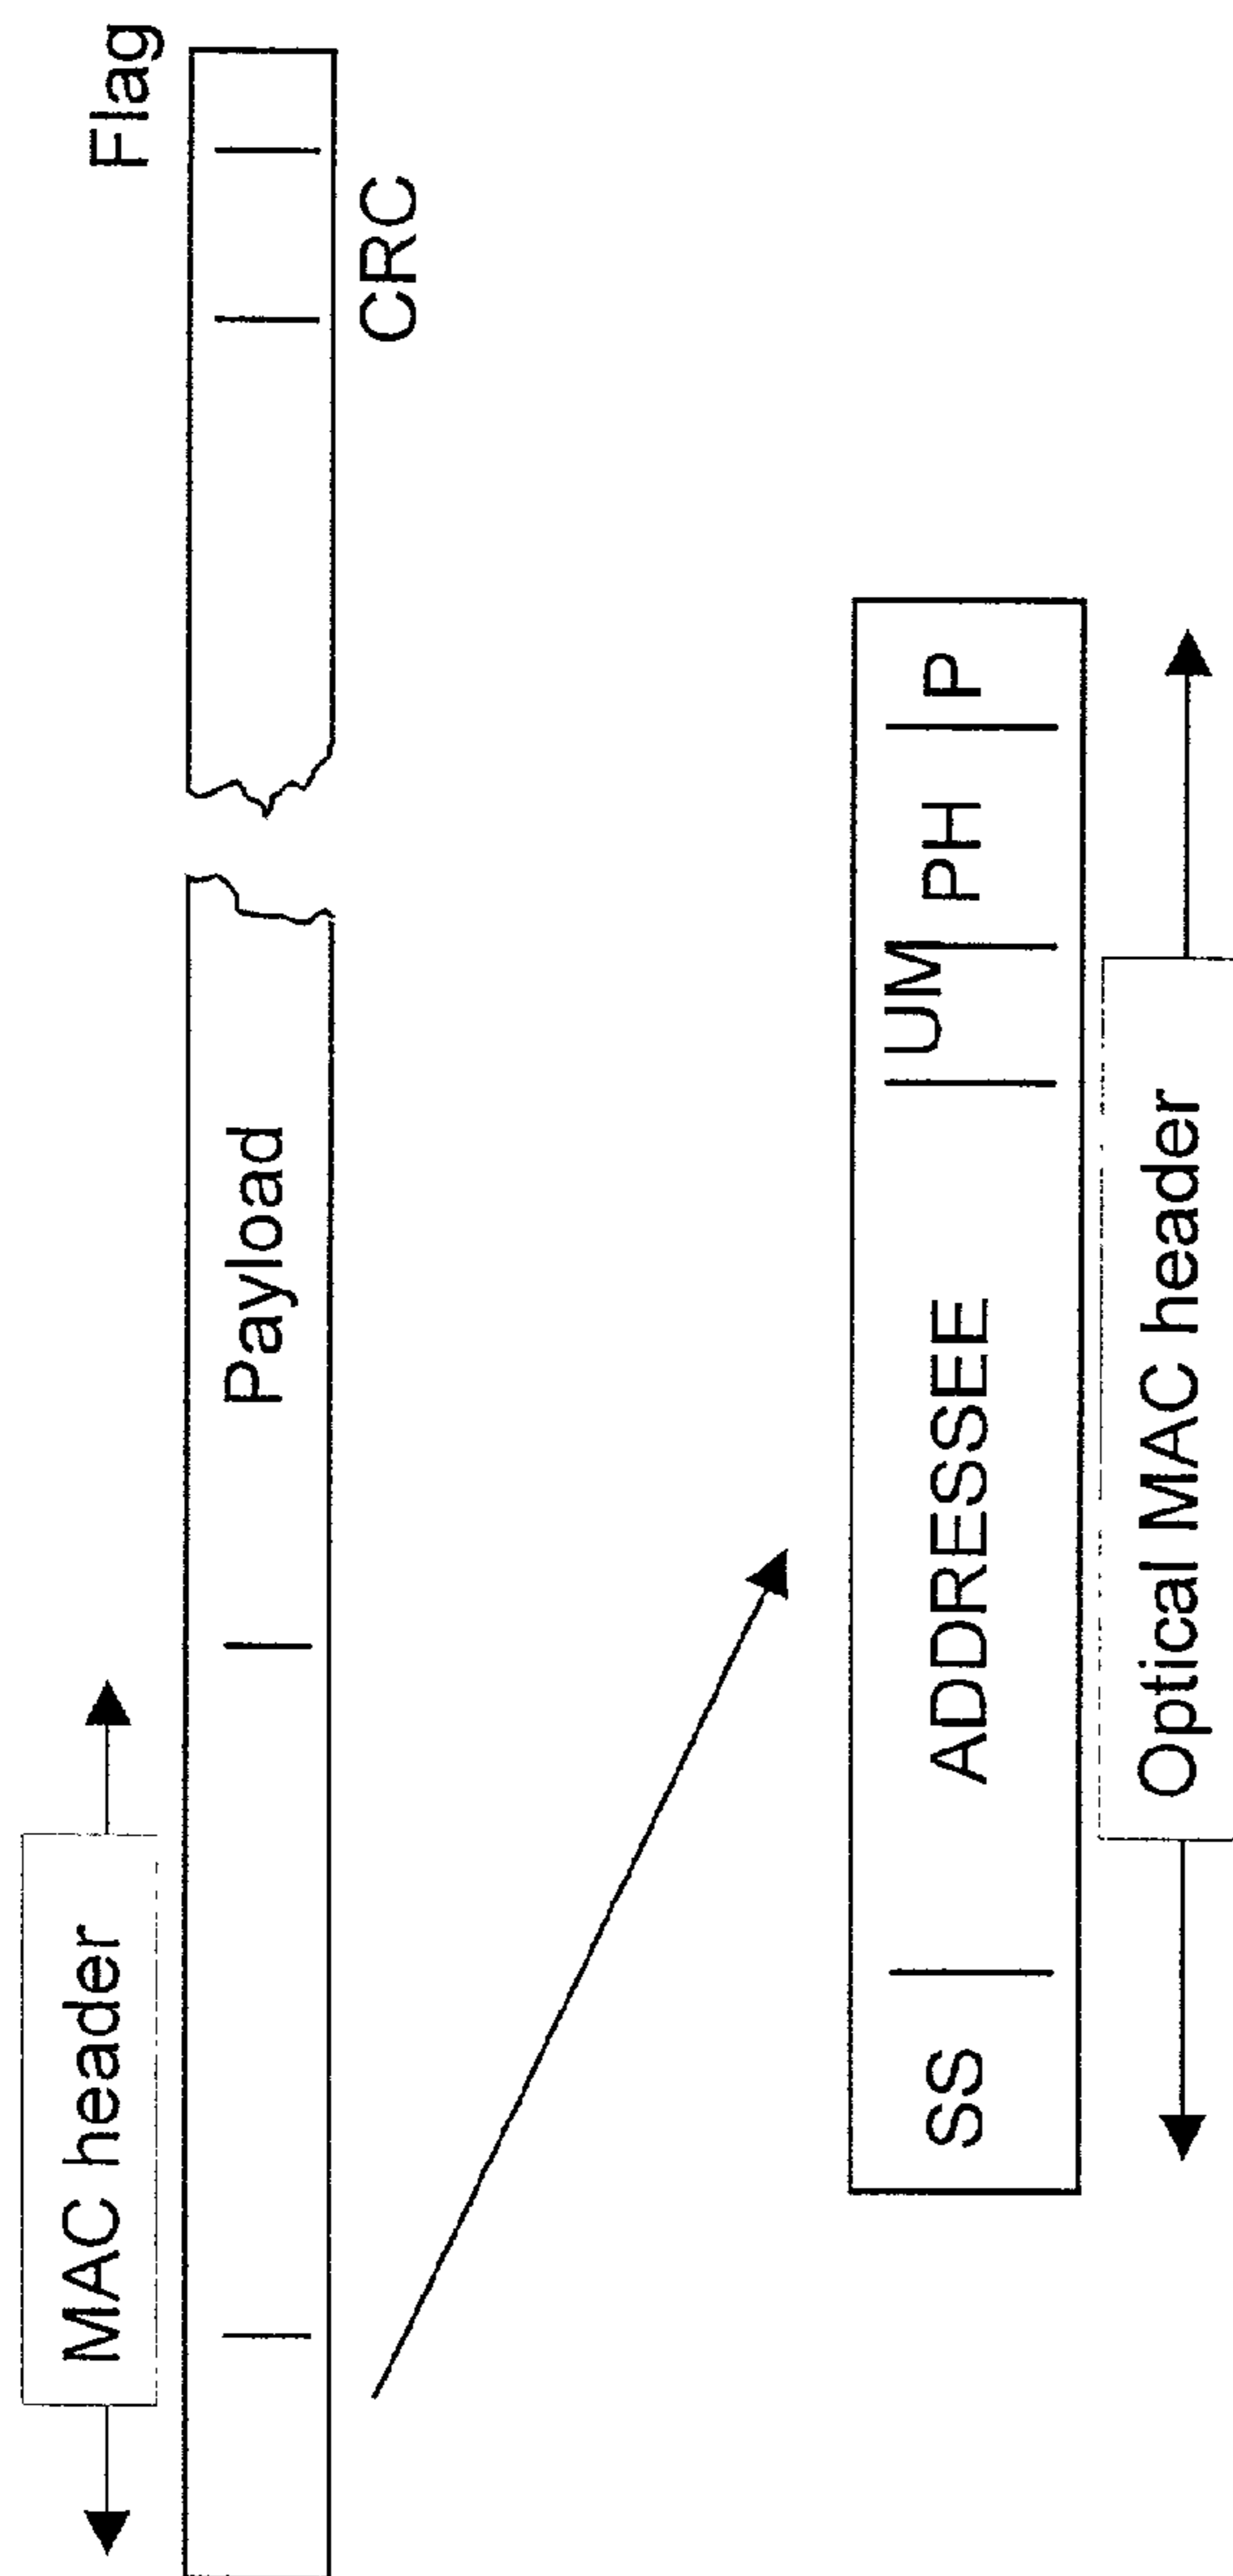 MAC header
Flag
Payload
CRC
SS
ADDRESSEE
UM
PH
P
Optical MAC header